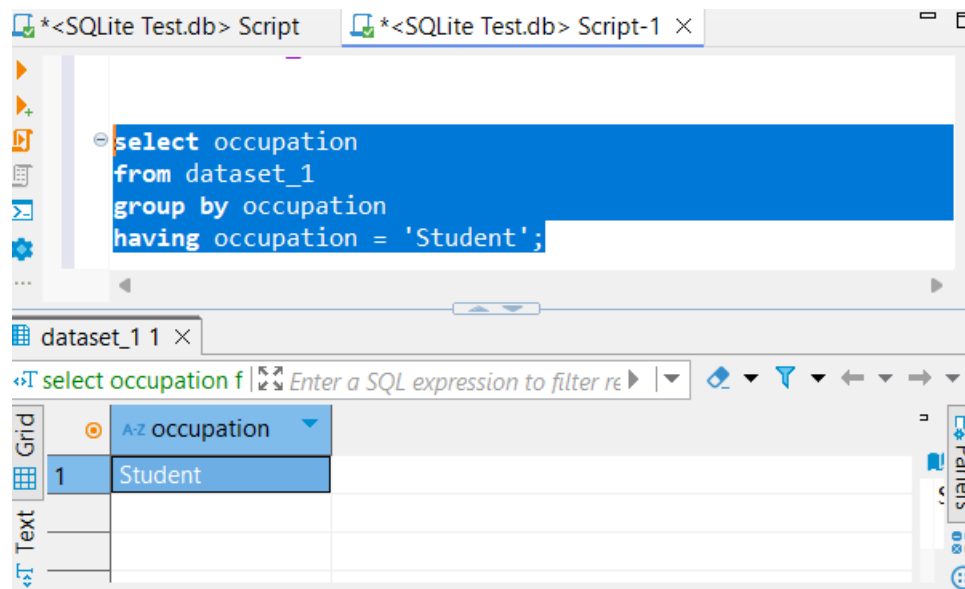 *<SQLite Test.db> Script
*<SQLite Test.db> Script-1
select occupation
from dataset_1
group by occupation
having occupation = 'Student';
dataset_1 1
select occupation f
Enter a SQL expression to filter re
Grid
A-Z occupation
1
Student
Text
Panels